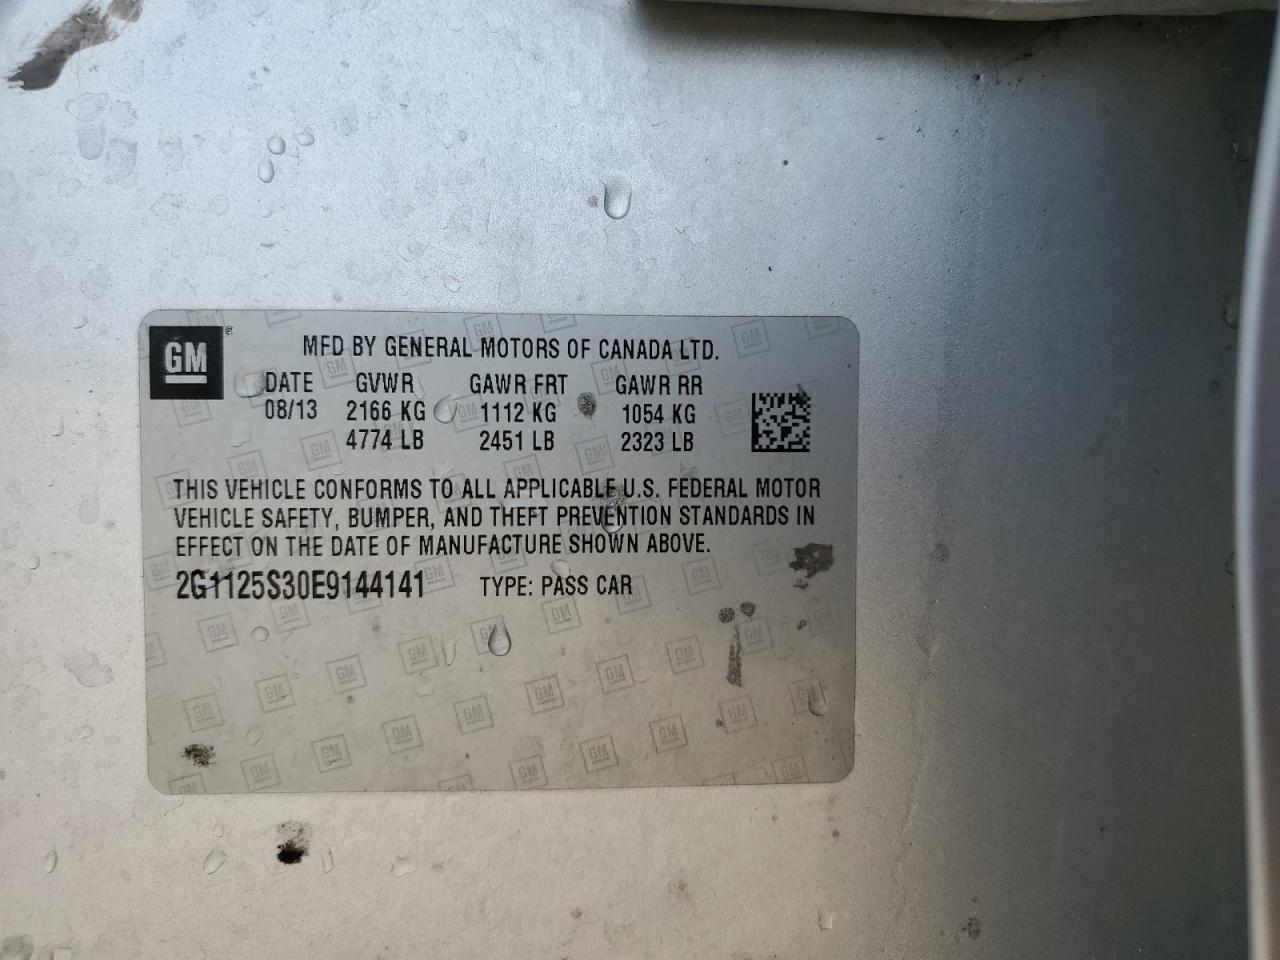 GM ®
MFD BY GENERAL MOTORS OF CANADA LTD.
DATE GVWR GAWR FRT GAWR RR
08/13 2166 KG 1112 KG 1054 KG
4774 LB 2451 LB 2323 LB
THIS VEHICLE CONFORMS TO ALL APPLICABLE U.S. FEDERAL MOTOR
VEHICLE SAFETY, BUMPER, AND THEFT PREVENTION STANDARDS IN
EFFECT ON THE DATE OF MANUFACTURE SHOWN ABOVE.
2G1125S30E9144141 TYPE: PASS CAR